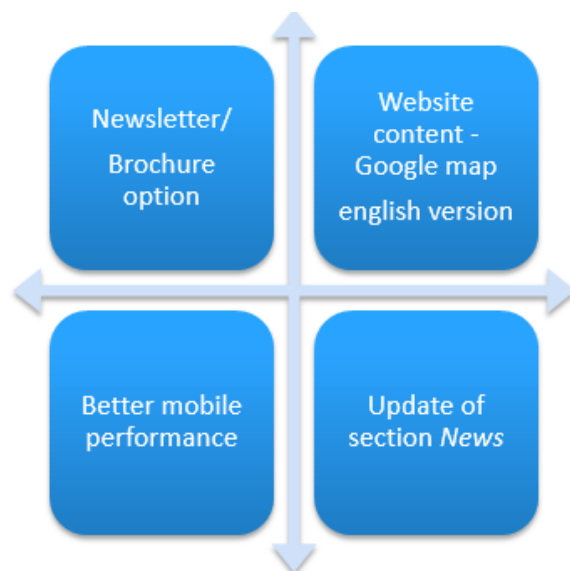 Newsletter/
Brochure
option
Website
content -
Google map
english version
Better mobile
performance
Update of
section News